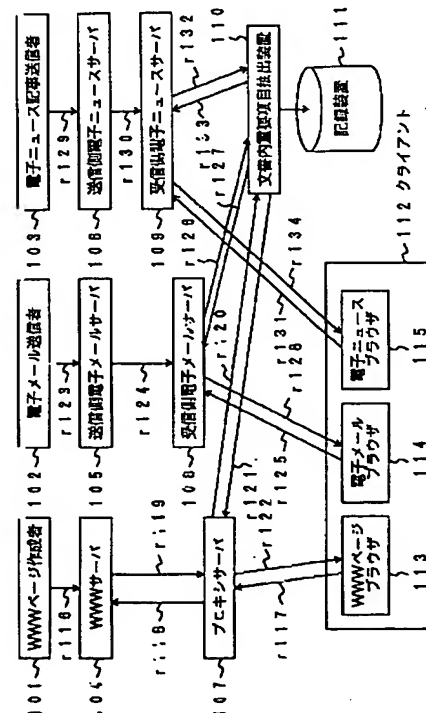 WWWページ作成者
電子メール送信者
電子ニュース記事送信者
01
102
103
r116
r123
r129
WWWサーバ
送信側電子メールサーバ
送信側電子ニュースサーバ
04
105
106
r118
r119
r124
r130
プロキシサーバ
受信側電子メールサーバ
受信側電子ニュースサーバ
07
108
109
r132
r133
r126
r127
r120
r121
110
文書内重要項目抽出装置
記録装置
111
r117
r122
r125
r128
r131
r134
112 クライアント
WWWページ
ブラウザ
電子メール
ブラウザ
電子ニュース
ブラウザ
113
114
115